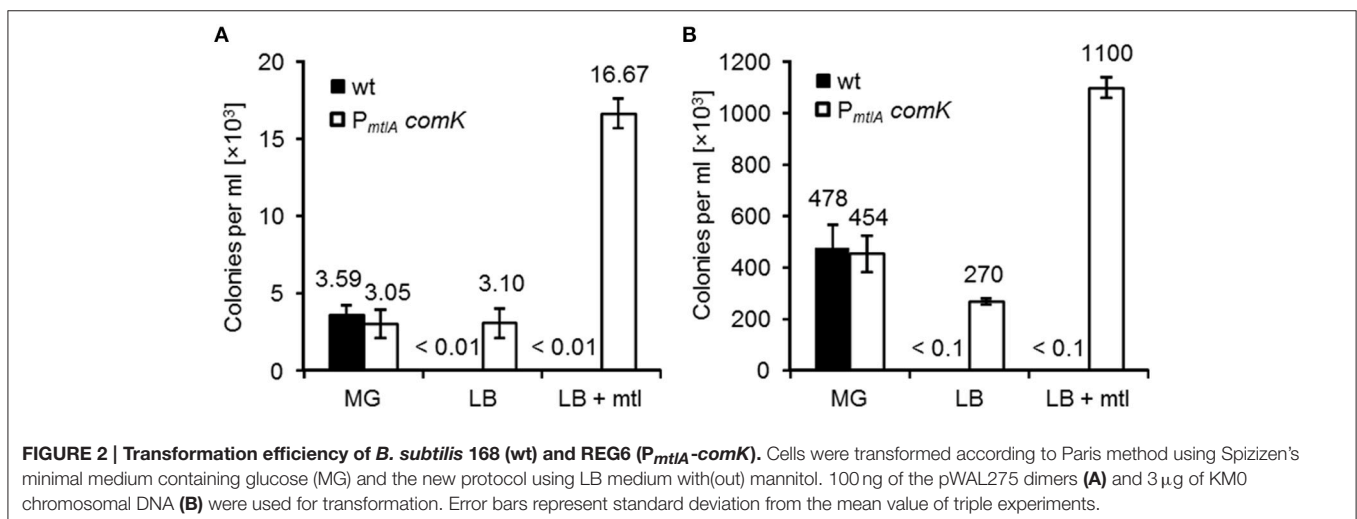 A
20
15
10
5
0
Colonies per ml [×10³]
wt
PmtlA comK
3.59
3.05
< 0.01
3.10
< 0.01
16.67
MG
LB
LB + mtl
B
1200
1000
800
600
400
200
0
Colonies per ml [×10³]
wt
PmtlA comK
478
454
< 0.1
270
< 0.1
1100
MG
LB
LB + mtl
FIGURE 2 | Transformation efficiency of B. subtilis 168 (wt) and REG6 (PmtlA-comK). Cells were transformed according to Paris method using Spizizen's
minimal medium containing glucose (MG) and the new protocol using LB medium with(out) mannitol. 100 ng of the pWAL275 dimers (A) and 3 μg of KM0
chromosomal DNA (B) were used for transformation. Error bars represent standard deviation from the mean value of triple experiments.